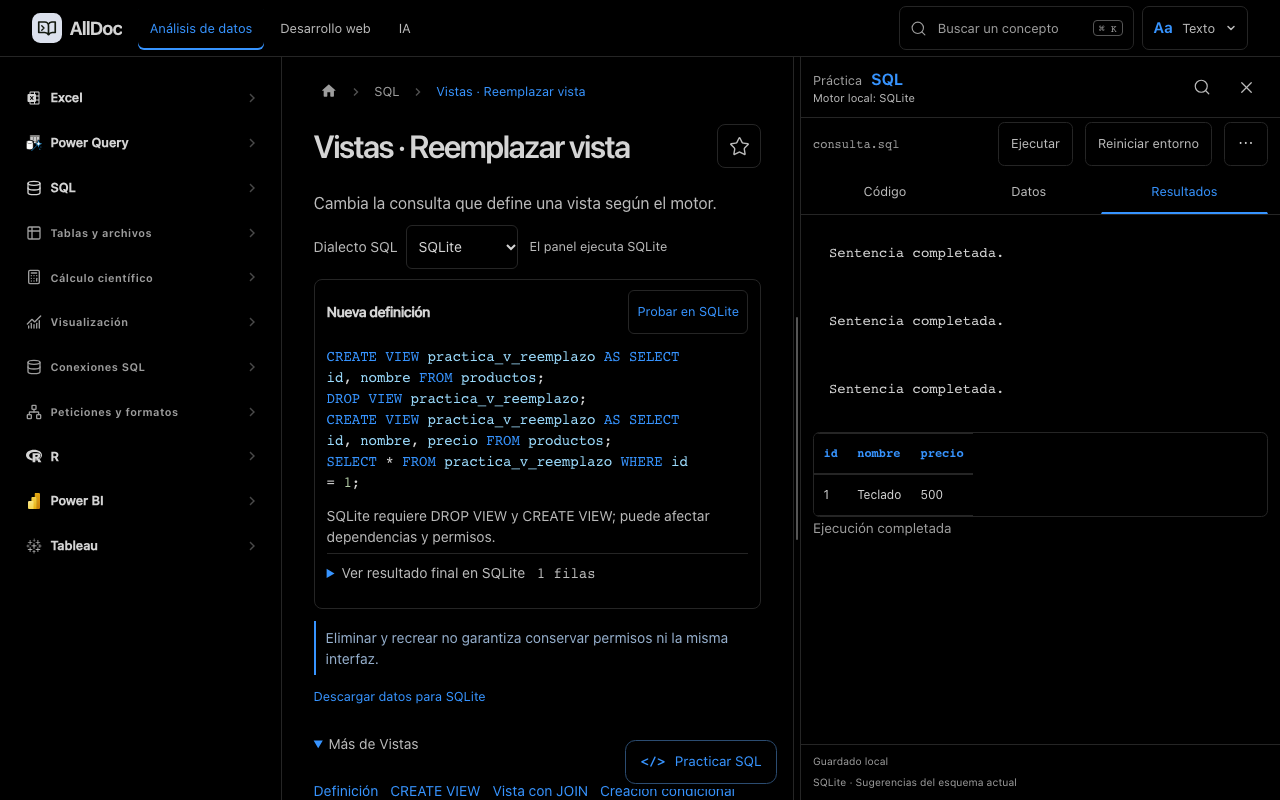 AllDoc
Análisis de datos
Desarrollo web
IA
Buscar un concepto
⌘ K
Aa Texto
Excel
Power Query
SQL
Tablas y archivos
Cálculo científico
Visualización
Conexiones SQL
Peticiones y formatos
R
Power BI
Tableau
SQL
Vistas · Reemplazar vista
Vistas · Reemplazar vista
Cambia la consulta que define una vista según el motor.
Dialecto SQL SQLite El panel ejecuta SQLite
Nueva definición
Probar en SQLite
CREATE VIEW practica_v_reemplazo AS SELECT
id, nombre FROM productos;
DROP VIEW practica_v_reemplazo;
CREATE VIEW practica_v_reemplazo AS SELECT
id, nombre, precio FROM productos;
SELECT * FROM practica_v_reemplazo WHERE id
= 1;
SQLite requiere DROP VIEW y CREATE VIEW; puede afectar
dependencias y permisos.
Ver resultado final en SQLite 1 filas
Eliminar y recrear no garantiza conservar permisos ni la misma
interfaz.
Descargar datos para SQLite
Más de Vistas
</> Practicar SQL
Definición CREATE VIEW Vista con JOIN Creación condicional
Práctica SQL
Motor local: SQLite
consulta.sql
Ejecutar
Reiniciar entorno
...
Código
Datos
Resultados
Sentencia completada.
Sentencia completada.
Sentencia completada.
id nombre precio
1 Teclado 500
Ejecución completada
Guardado local
SQLite · Sugerencias del esquema actual